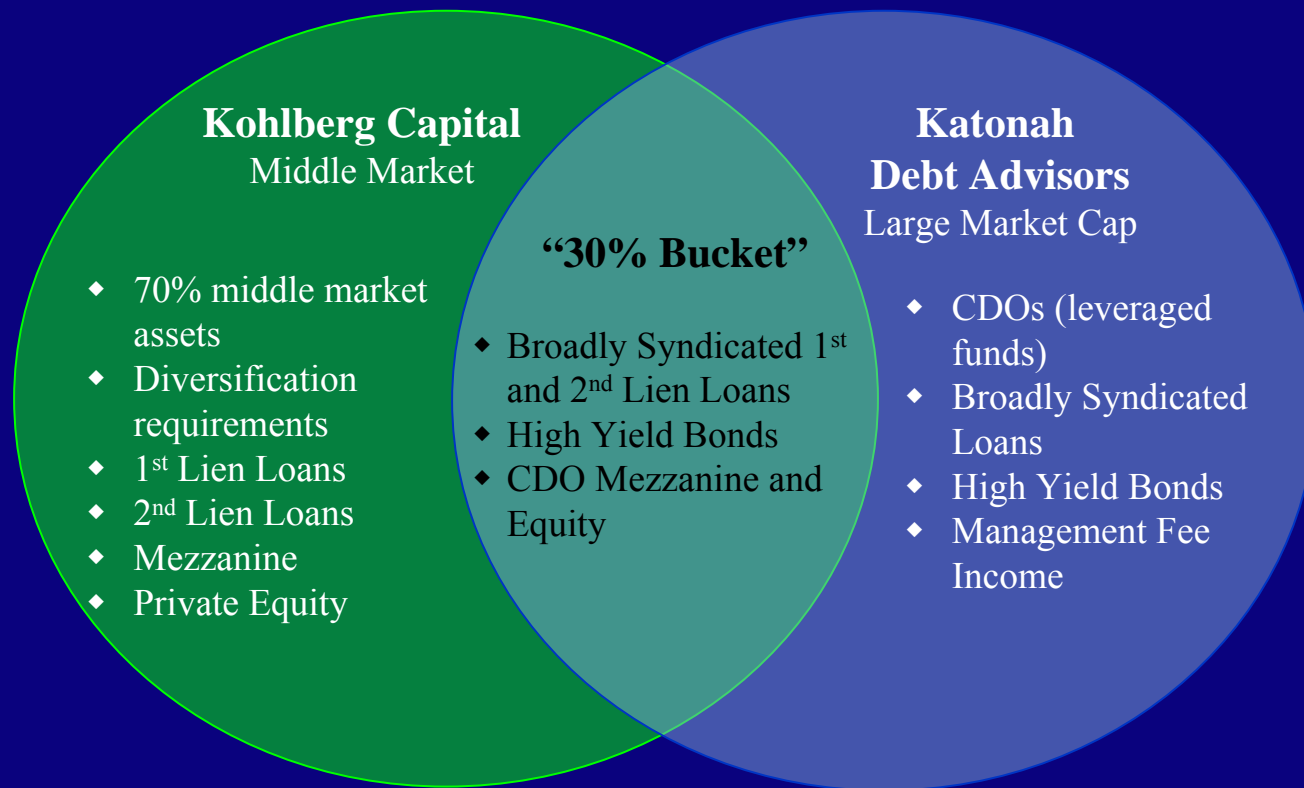 Kohlberg Capital
Middle Market
◆ 70% middle market
assets
◆ Diversification
requirements
◆ 1st Lien Loans
◆ 2nd Lien Loans
◆ Mezzanine
◆ Private Equity
“30% Bucket”
◆ Broadly Syndicated 1st
and 2nd Lien Loans
◆ High Yield Bonds
◆ CDO Mezzanine and
Equity
Katonah
Debt Advisors
Large Market Cap
◆ CDOs (leveraged
funds)
◆ Broadly Syndicated
Loans
◆ High Yield Bonds
◆ Management Fee
Income